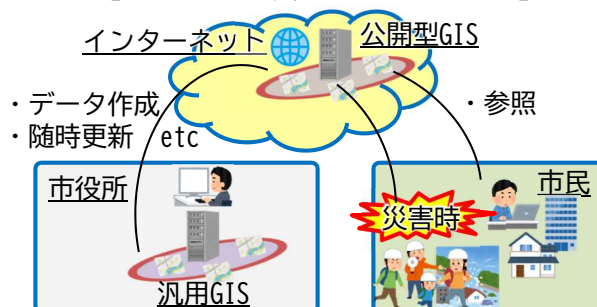 インターネット
公開型GIS
・データ作成
・随時更新 etc
・参照
市役所
市民
災害時
汎用GIS